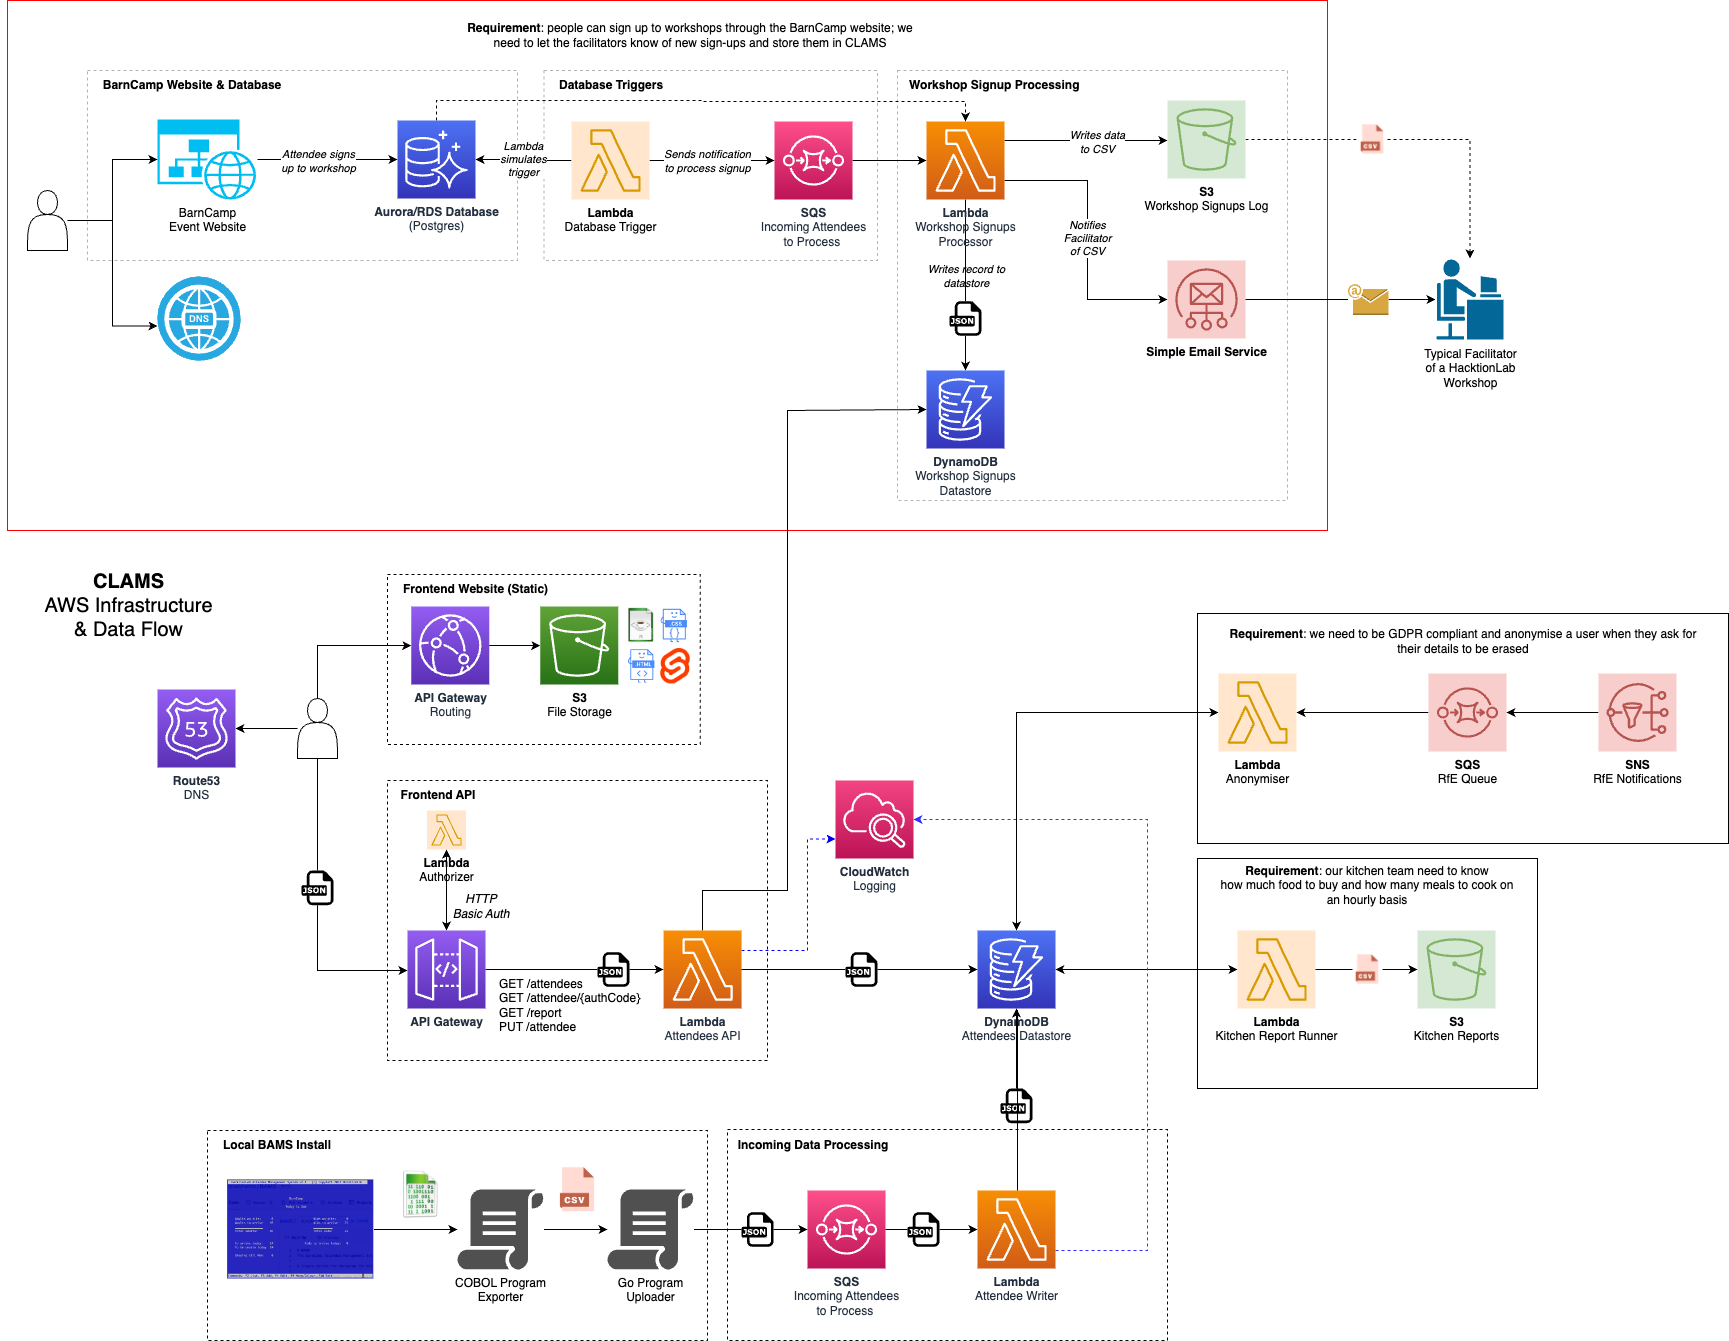 Requirement: people can sign up to workshops through the BarnCamp website; we
need to let the facilitators know of new sign-ups and store them in CLAMS
BarnCamp Website & Database
Database Triggers
Workshop Signup Processing
Attendee signs
up to workshop
Lambda
simulates
trigger
Sends notification
to process signup
Writes data
to CSV
CSV
BarnCamp
Event Website
Aurora/RDS Database
(Postgres)
Lambda
Database Trigger
SQS
Incoming Attendees
to Process
Lambda
Workshop Signups
Processor
S3
Workshop Signups Log
Notifies
Facilitator
of CSV
Writes record to
datastore
JSON
DNS
@
Simple Email Service
Typical Facilitator
of a HacktionLab
Workshop
DynamoDB
Workshop Signups
Datastore
CLAMS
AWS Infrastructure
& Data Flow
Frontend Website (Static)
JS
.CSS
{}
.HTML
<>
API Gateway
Routing
S3
File Storage
53
Route53
DNS
Requirement: we need to be GDPR compliant and anonymise a user when they ask for
their details to be erased
Lambda
Anonymiser
SQS
RfE Queue
SNS
RfE Notifications
Frontend API
Lambda
Authorizer
HTTP
Basic Auth
JSON
</>
API Gateway
JSON
GET /attendees
GET /attendee/{authCode}
GET /report
PUT /attendee
Lambda
Attendees API
CloudWatch
Logging
JSON
DynamoDB
Attendees Datastore
Requirement: our kitchen team need to know
how much food to buy and how many meals to cook on
an hourly basis
CSV
Lambda
Kitchen Report Runner
S3
Kitchen Reports
JSON
Local BAMS Install
CSV
COBOL Program
Exporter
Go Program
Uploader
Incoming Data Processing
JSON
JSON
SQS
Incoming Attendees
to Process
Lambda
Attendee Writer